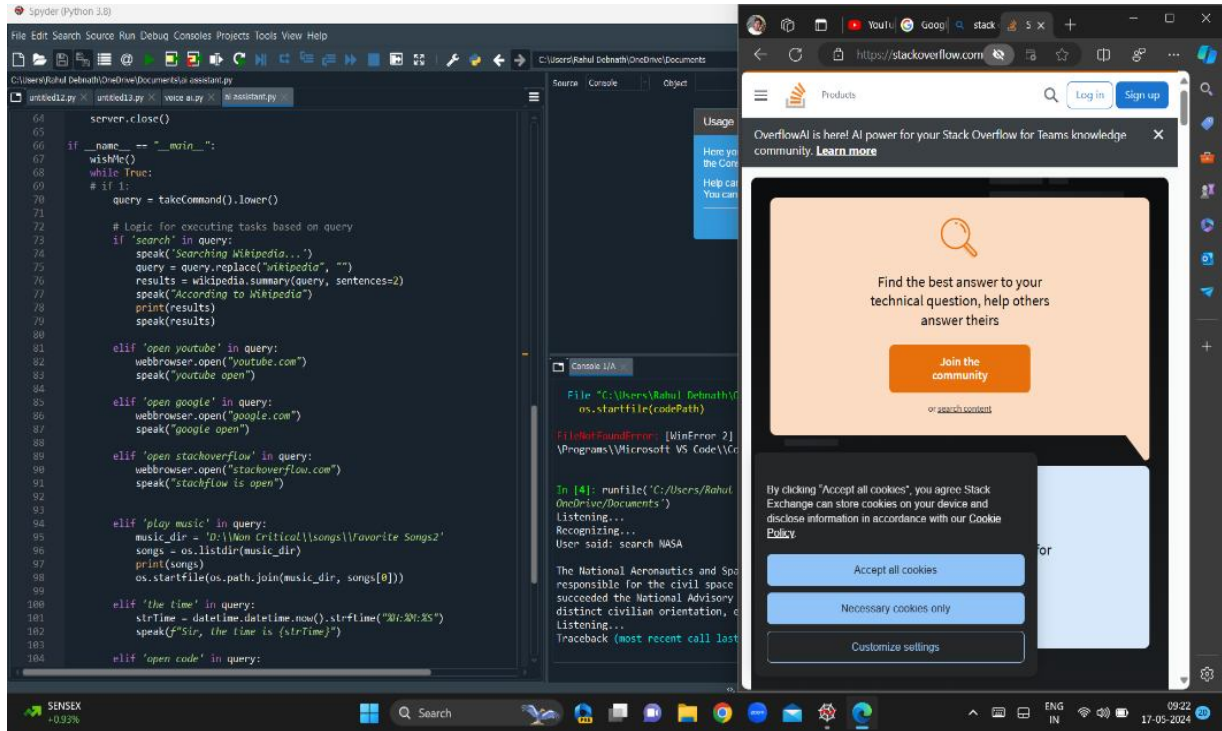 Spyder (Python 3.8)
File Edit Search Source Run Debug Consoles Projects Tools View Help
C:\Users\Rahul Debnath\OneDrive\Documents
C:\Users\Rahul Debnath\OneDrive\Documents\ai assistant.py
untitled12.py
untitled13.py
voice ai.py
ai assistant.py
64 server.close()
65
66 if __name__ == "__main__":
67 wishMe()
68 while True:
69 # if 1:
70 query = takeCommand().lower()
71
72 # Logic for executing tasks based on query
73 if 'search' in query:
74 speak('Searching Wikipedia...')
75 query = query.replace("wikipedia", "")
76 results = wikipedia.summary(query, sentences=2)
77 speak("According to Wikipedia")
78 print(results)
79 speak(results)
80
81 elif 'open youtube' in query:
82 webbrowser.open("youtube.com")
83 speak("youtube open")
84
85 elif 'open google' in query:
86 webbrowser.open("google.com")
87 speak("google open")
88
89 elif 'open stackoverflow' in query:
90 webbrowser.open("stackoverflow.com")
91 speak("stackflow is open")
92
93
94 elif 'play music' in query:
95 music_dir = 'D:\\Non Critical\\songs\\Favorite Songs2'
96 songs = os.listdir(music_dir)
97 print(songs)
98 os.startfile(os.path.join(music_dir, songs[0]))
99
100 elif 'the time' in query:
101 strTime = datetime.datetime.now().strftime("%H:%M:%S")
102 speak(f"Sir, the time is {strTime}")
103
104 elif 'open code' in query:
Source Console Object
Usage
Here yo
the Con
Help car
You can
Console 1/A
File "C:\Users\Rahul Debnath\O
os.startfile(codePath)
FileNotFoundError: [WinError 2]
\Programs\\Microsoft VS Code\\Co
In [4]: runfile('C:/Users/Rahul
OneDrive/Documents')
Listening...
Recognizing...
User said: search NASA
The National Aeronautics and Spa
responsible for the civil space
succeeded the National Advisory
distinct civilian orientation, e
Listening...
Traceback (most recent call last
YouTu
Goog
stack
S
https://stackoverflow.com
Products
Log in
Sign up
OverflowAI is here! AI power for your Stack Overflow for Teams knowledge
community. Learn more
Find the best answer to your
technical question, help others
answer theirs
Join the
community
or search content
for
By clicking "Accept all cookies", you agree Stack
Exchange can store cookies on your device and
disclose information in accordance with our Cookie
Policy.
Accept all cookies
Necessary cookies only
Customize settings
SENSEX
+0.93%
Search
ENG
IN
09:22
17-05-2024
20